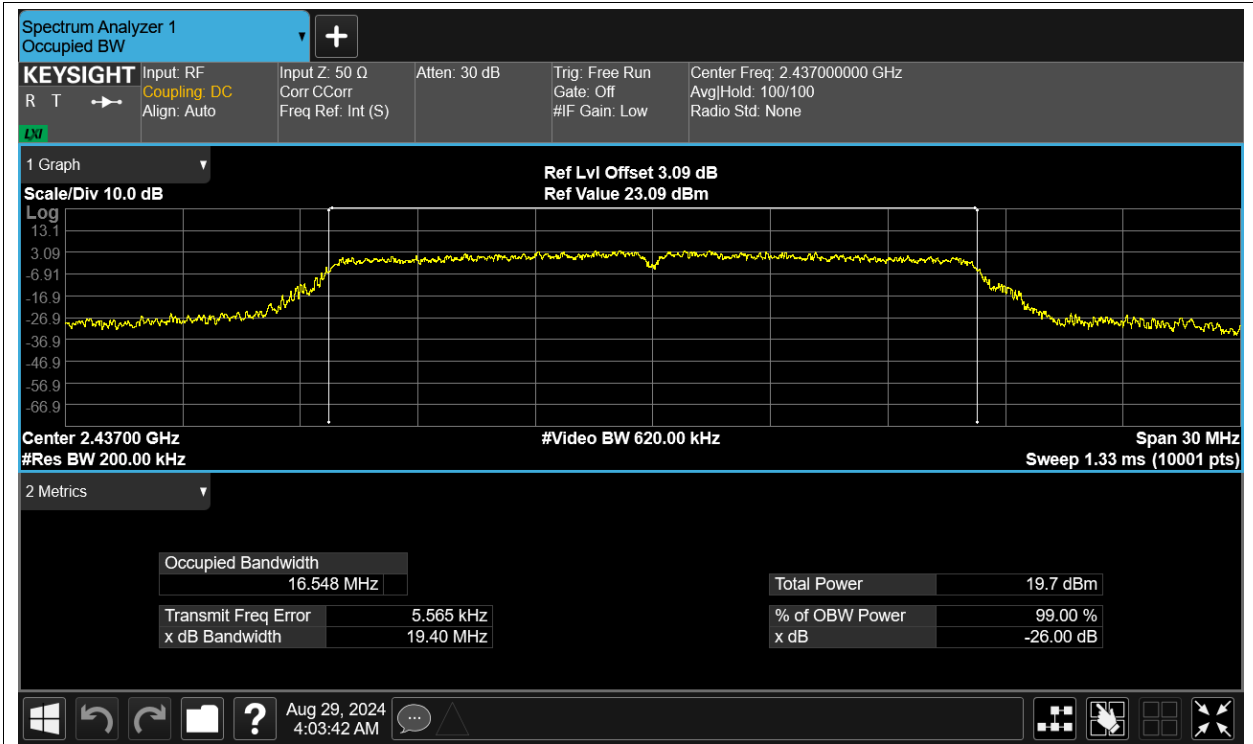 Spectrum Analyzer 1
Occupied BW
KEYSIGHT
R T
LXI
Input: RF
Coupling: DC
Align: Auto
Input Z: 50 Ω
Corr CCorr
Freq Ref: Int (S)
Atten: 30 dB
Trig: Free Run
Gate: Off
#IF Gain: Low
Center Freq: 2.437000000 GHz
Avg|Hold: 100/100
Radio Std: None
1 Graph
Scale/Div 10.0 dB
Ref Lvl Offset 3.09 dB
Ref Value 23.09 dBm
Log
13.1
3.09
-6.91
-16.9
-26.9
-36.9
-46.9
-56.9
-66.9
Center 2.43700 GHz
#Video BW 620.00 kHz
Span 30 MHz
#Res BW 200.00 kHz
Sweep 1.33 ms (10001 pts)
2 Metrics
Occupied Bandwidth
16.548 MHz
Transmit Freq Error 5.565 kHz
x dB Bandwidth 19.40 MHz
Total Power 19.7 dBm
% of OBW Power 99.00 %
x dB -26.00 dB
?
Aug 29, 2024
4:03:42 AM